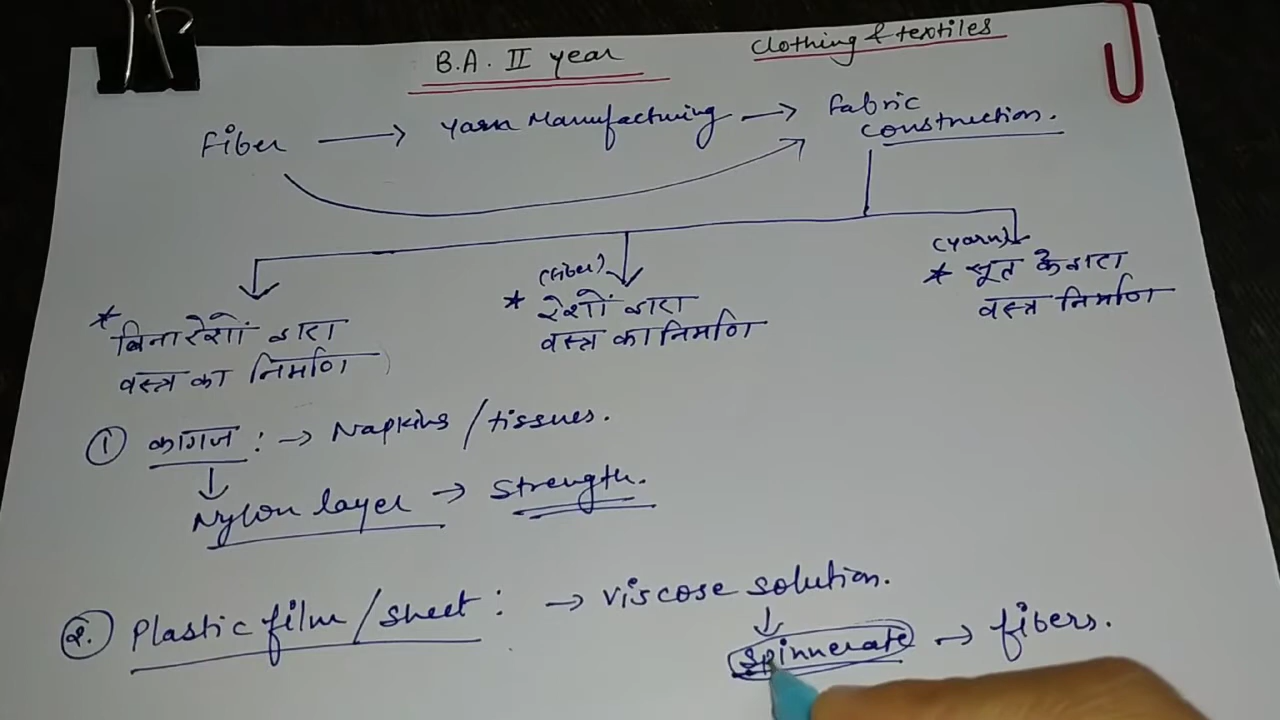 B.A. II year
Clothing & textiles
Fiber → Yarn Manufacturing → Fabric construction.
(Yarn)
* सूत के द्वारा
वस्त्र निर्माण
(fiber)
* रेशों द्वारा
वस्त्र का निर्माण
*
बिना रेशों द्वारा
वस्त्र का निर्माण
① कागज :→ Napkins / tissues.
↓
Nylon layer → Strength.
2. Plastic film / sheet : → viscose solution.
↓
Spinnerate → fibers.